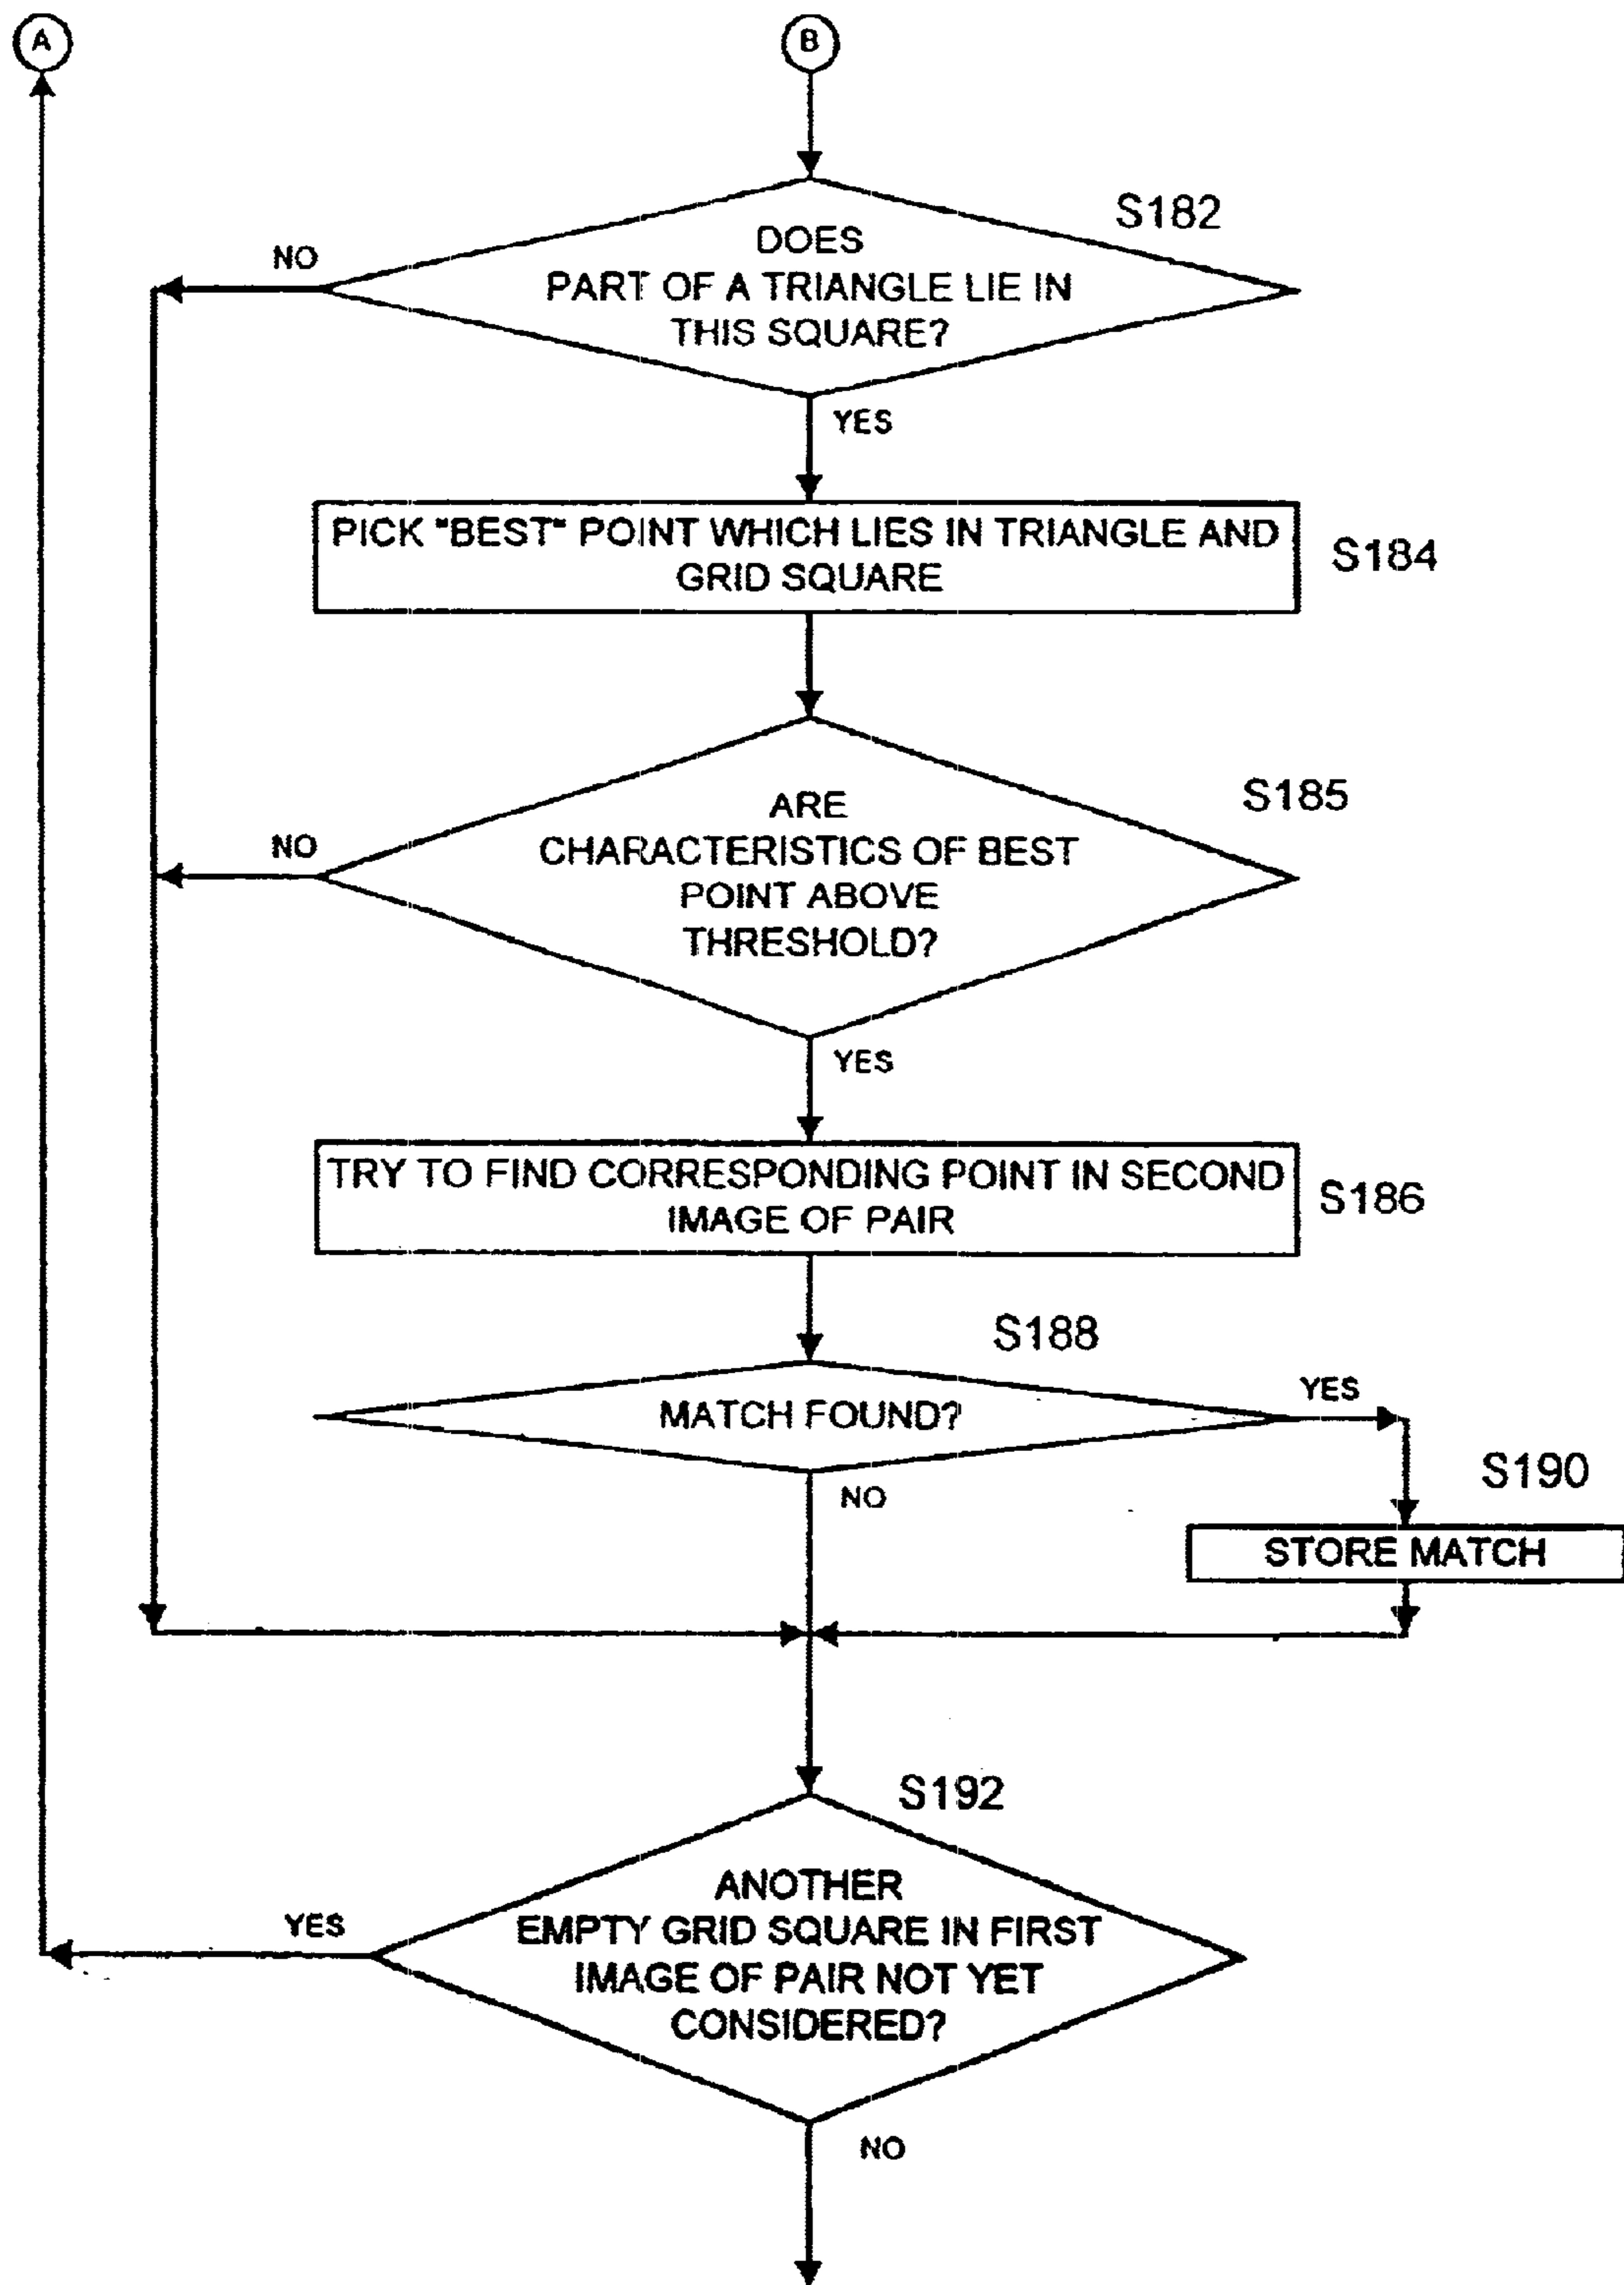 A
B
S182
DOES
PART OF A TRIANGLE LIE IN
THIS SQUARE?
NO
YES
PICK "BEST" POINT WHICH LIES IN TRIANGLE AND
GRID SQUARE
S184
S185
ARE
CHARACTERISTICS OF BEST
POINT ABOVE
THRESHOLD?
NO
YES
TRY TO FIND CORRESPONDING POINT IN SECOND
IMAGE OF PAIR
S186
S188
MATCH FOUND?
YES
NO
S190
STORE MATCH
S192
ANOTHER
EMPTY GRID SQUARE IN FIRST
IMAGE OF PAIR NOT YET
CONSIDERED?
YES
NO